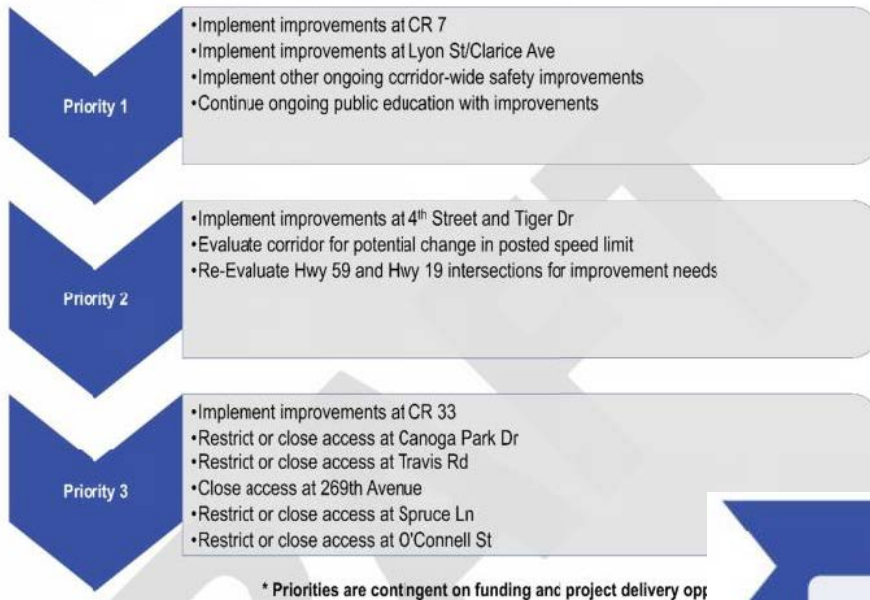 Priority 1
•Implement improvements at CR 7
•Implement improvements at Lyon St/Clarice Ave
•Implement other ongoing corridor-wide safety improvements
•Continue ongoing public education with improvements
Priority 2
•Implement improvements at 4th Street and Tiger Dr
•Evaluate corridor for potential change in posted speed limit
•Re-Evaluate Hwy 59 and Hwy 19 intersections for improvement needs
Priority 3
•Implement improvements at CR 33
•Restrict or close access at Canoga Park Dr
•Restrict or close access at Travis Rd
•Close access at 269th Avenue
•Restrict or close access at Spruce Ln
•Restrict or close access at O'Connell St
* Priorities are contingent on funding and project delivery opp